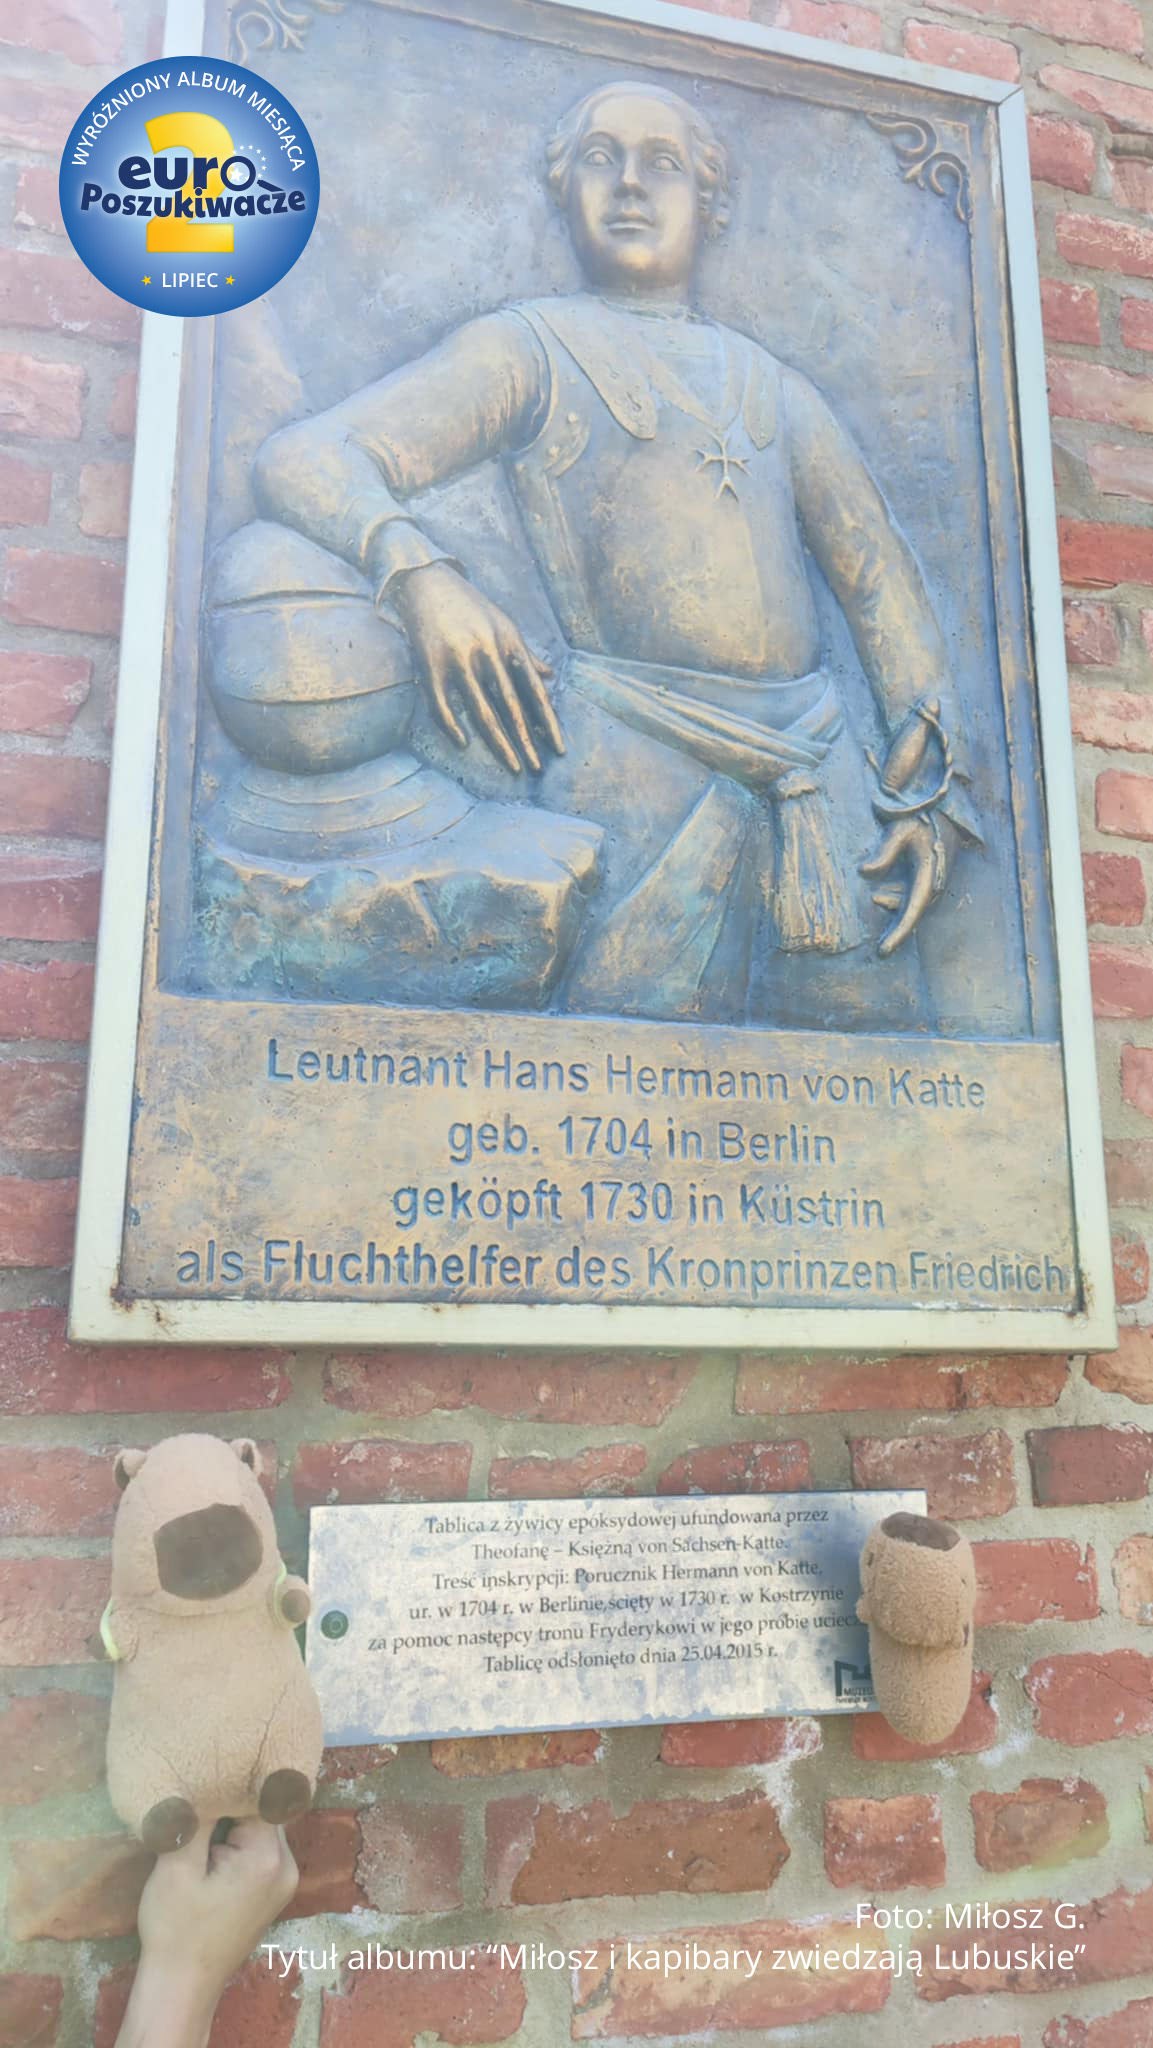 WYRÓŻNIONY ALBUM MIESIĄCA
2
euro
Poszukiwacze
LIPIEC
Leutnant Hans Hermann von Katte
geb. 1704 in Berlin
geköpft 1730 in Küstrin
als Fluchthelfer des Kronprinzen Friedrich
Tablica z żywicy epoksydowej ufundowana przez
Theofanę – Księżną von Sachsen-Katte.
Treść inskrypcji: Porucznik Hermann von Katte,
ur. w 1704 r. w Berlinie,ścięty w 1730 r. w Kostrzynie
za pomoc następcy tronu Fryderykowi w jego próbie
Tablicę odsłonięto dnia 25.04.2015 r.
Foto: Miłosz G.
Tytuł albumu: “Miłosz i kapibary zwiedzają Lubuskie”